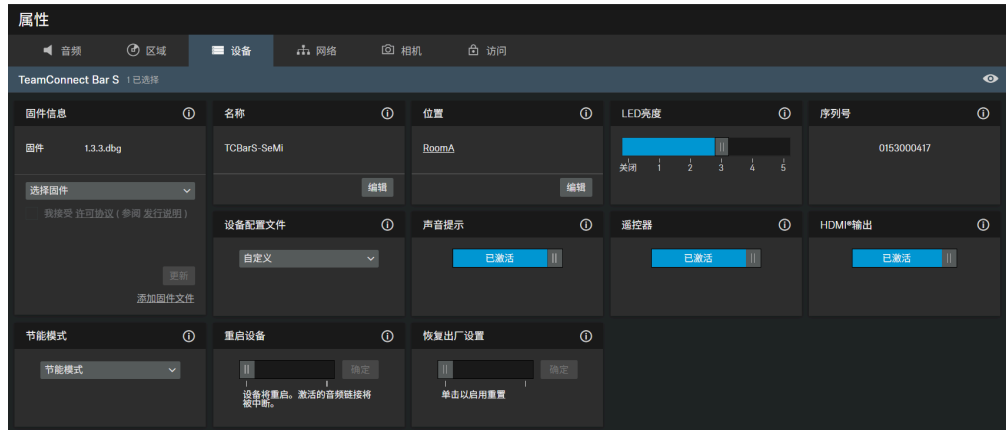 属性
音频 区域 设备 网络 相机 访问
TeamConnect Bar S 1 已选择
固件信息 名称 位置 LED亮度 序列号
固件 1.3.3.dbg TCBarS-SeMi RoomA 0153000417
关闭 1 2 3 4 5
选择固件 编辑 编辑
我接受 许可协议 ( 参阅 发行说明 )
设备配置文件 声音提示 遥控器 HDMI®输出
自定义 已激活 已激活 已激活
更新
添加固件文件
节能模式 重启设备 恢复出厂设置
节能模式 确定 确定
设备将重启。激活的音频链接将 单击以启用重置
被中断。